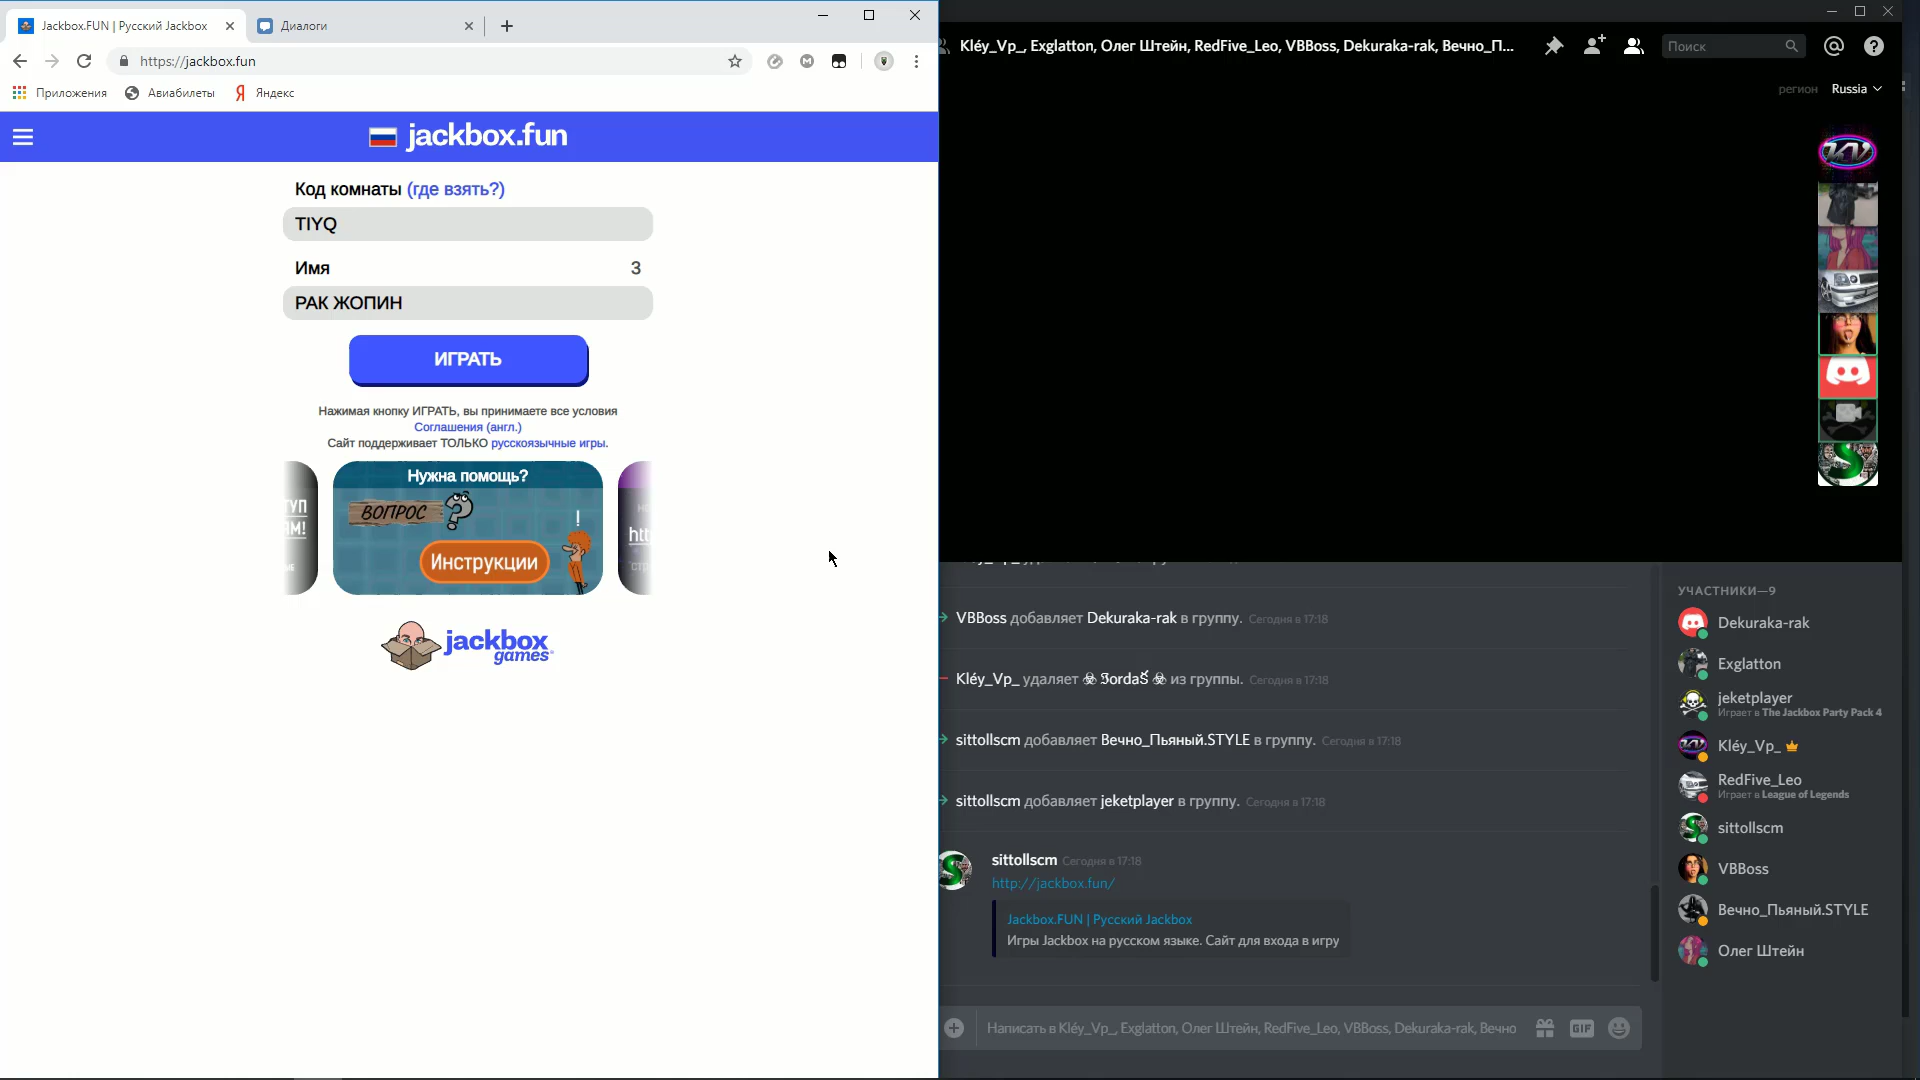 Jackbox.FUN | Русский Jackbox
Диалоги
https://jackbox.fun
Приложения
Авиабилеты
Яндекс
jackbox.fun
Код комнаты (где взять?)
TIYQ
Имя 3
РАК ЖОПИН
ИГРАТЬ
Нажимая кнопку ИГРАТЬ, вы принимаете все условия
Соглашения (англ.)
Сайт поддерживает ТОЛЬКО русскоязычные игры.
Нужна помощь?
ВОПРОС
Инструкции
jackbox
games
Kléy_Vp_, Exglatton, Олег Штейн, RedFive_Leo, VBBoss, Dekuraka-rak, Вечно_П...
Поиск
регион Russia
VBBoss добавляет Dekuraka-rak в группу. Сегодня в 17:18
Kléy_Vp_ удаляет из группы. Сегодня в 17:18
sittollscm добавляет Вечно_Пьяный.STYLE в группу. Сегодня в 17:18
sittollscm добавляет jeketplayer в группу. Сегодня в 17:18
sittollscm Сегодня в 17:18
http://jackbox.fun/
Jackbox.FUN | Русский Jackbox
Игры Jackbox на русском языке. Сайт для входа в игру
Написать в Kléy_Vp_, Exglatton, Олег Штейн, RedFive_Leo, VBBoss, Dekuraka-rak, Вечно
GIF
УЧАСТНИКИ—9
Dekuraka-rak
Exglatton
jeketplayer
Играет в The Jackbox Party Pack 4
Kléy_Vp_
RedFive_Leo
Играет в League of Legends
sittollscm
VBBoss
Вечно_Пьяный.STYLE
Олег Штейн